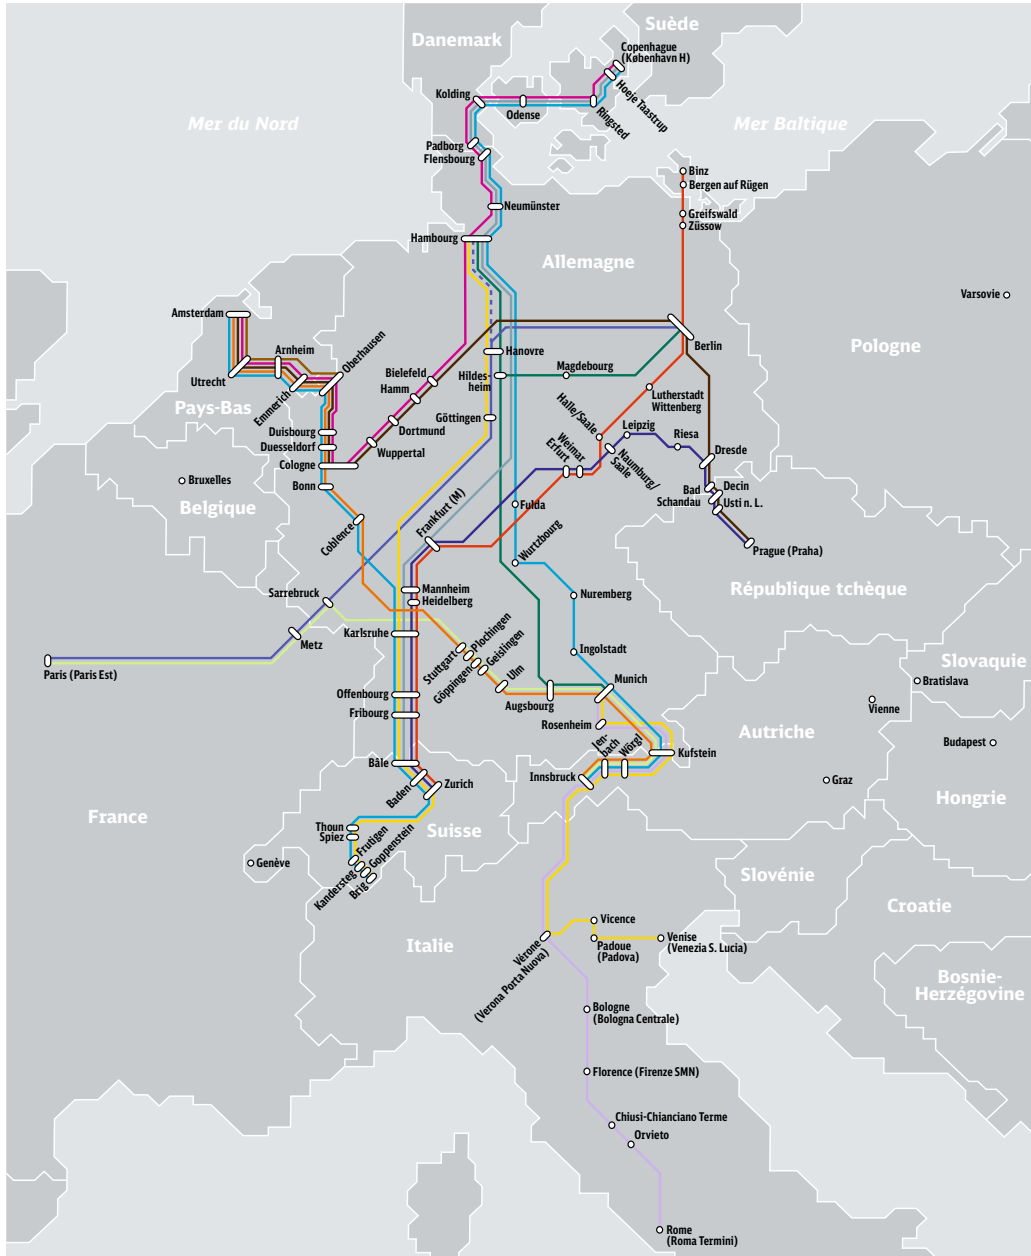 Suède
Danemark
Copenhague
(København H)
Kolding
Hoeje Taastrup
Odense
Ringsted
Mer du Nord
Mer Baltique
Padborg
Flensbourg
Binz
Bergen auf Rügen
Neumünster
Greifswald
Züssow
Hambourg
Allemagne
Varsovie
Amsterdam
Berlin
Pologne
Arnheim
Oberhausen
Hanovre
Utrecht
Emmerich
Bielefeld
Hamm
Hildes-
heim
Magdebourg
Lutherstadt
Wittenberg
Pays-Bas
Göttingen
Halle/Saale
Duisbourg
Dortmund
Leipzig
Duesseldorf
Wuppertal
Weimar
Erfurt
Riesa
Cologne
Dresde
Naumburg/
Saale
Bruxelles
Bonn
Bad
Schandau
Decin
Usti n. L.
Belgique
Frankfurt (M)
Fulda
Coblence
Wurtzbourg
Prague (Praha)
République tchèque
Sarrebruck
Mannheim
Heidelberg
Nuremberg
Metz
Karlsruhe
Stuttgart
Plochingen
Göppingen
Geislingen
Ingolstadt
Slovaquie
Paris (Paris Est)
Ulm
Munich
Bratislava
Offenbourg
Augsbourg
Vienne
Fribourg
Rosenheim
Autriche
Jen-
bach
Wörgl
Kufstein
Budapest
Bâle
Innsbruck
Baden
Zurich
Graz
Hongrie
France
Thoun
Spiez
Suisse
Frutigen
Goppenstein
Genève
Kandersteg
Brig
Slovénie
Croatie
Vicence
Italie
Vérone
(Verona Porta Nuova)
Padoue
(Padova)
Venise
(Venezia S. Lucia)
Bosnie-
Herzégovine
Bologne
(Bologna Centrale)
Florence (Firenze SMN)
Chiusi-Chianciano Terme
Orvieto
Rome
(Roma Termini)